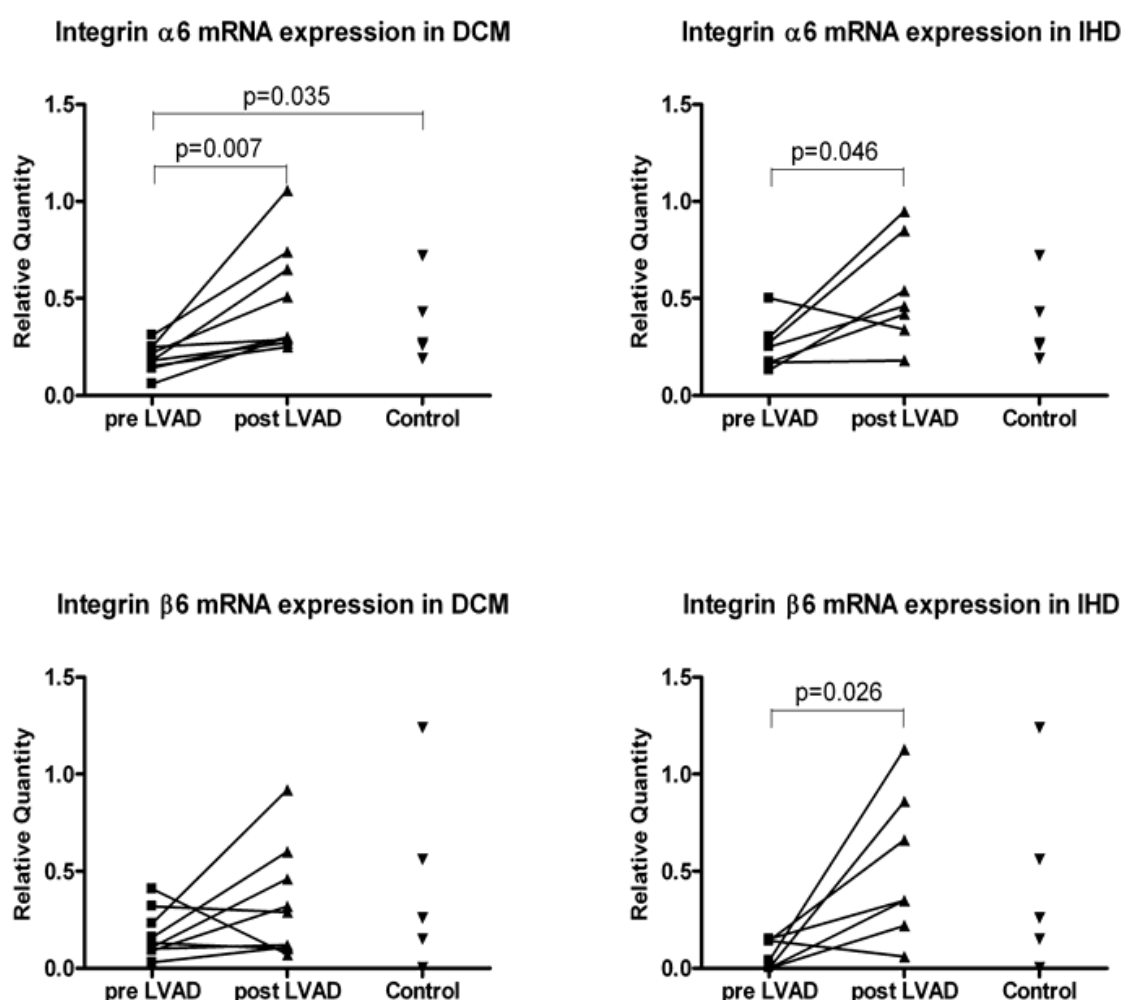 Integrin α6 mRNA expression in DCM
p=0.035
p=0.007
1.5
1.0
0.5
0.0
Relative Quantity
pre LVAD post LVAD Control
Integrin α6 mRNA expression in IHD
p=0.046
1.5
1.0
0.5
0.0
Relative Quantity
pre LVAD post LVAD Control
Integrin β6 mRNA expression in DCM
1.5
1.0
0.5
0.0
Relative Quantity
pre LVAD post LVAD Control
Integrin β6 mRNA expression in IHD
p=0.026
1.5
1.0
0.5
0.0
Relative Quantity
pre LVAD post LVAD Control